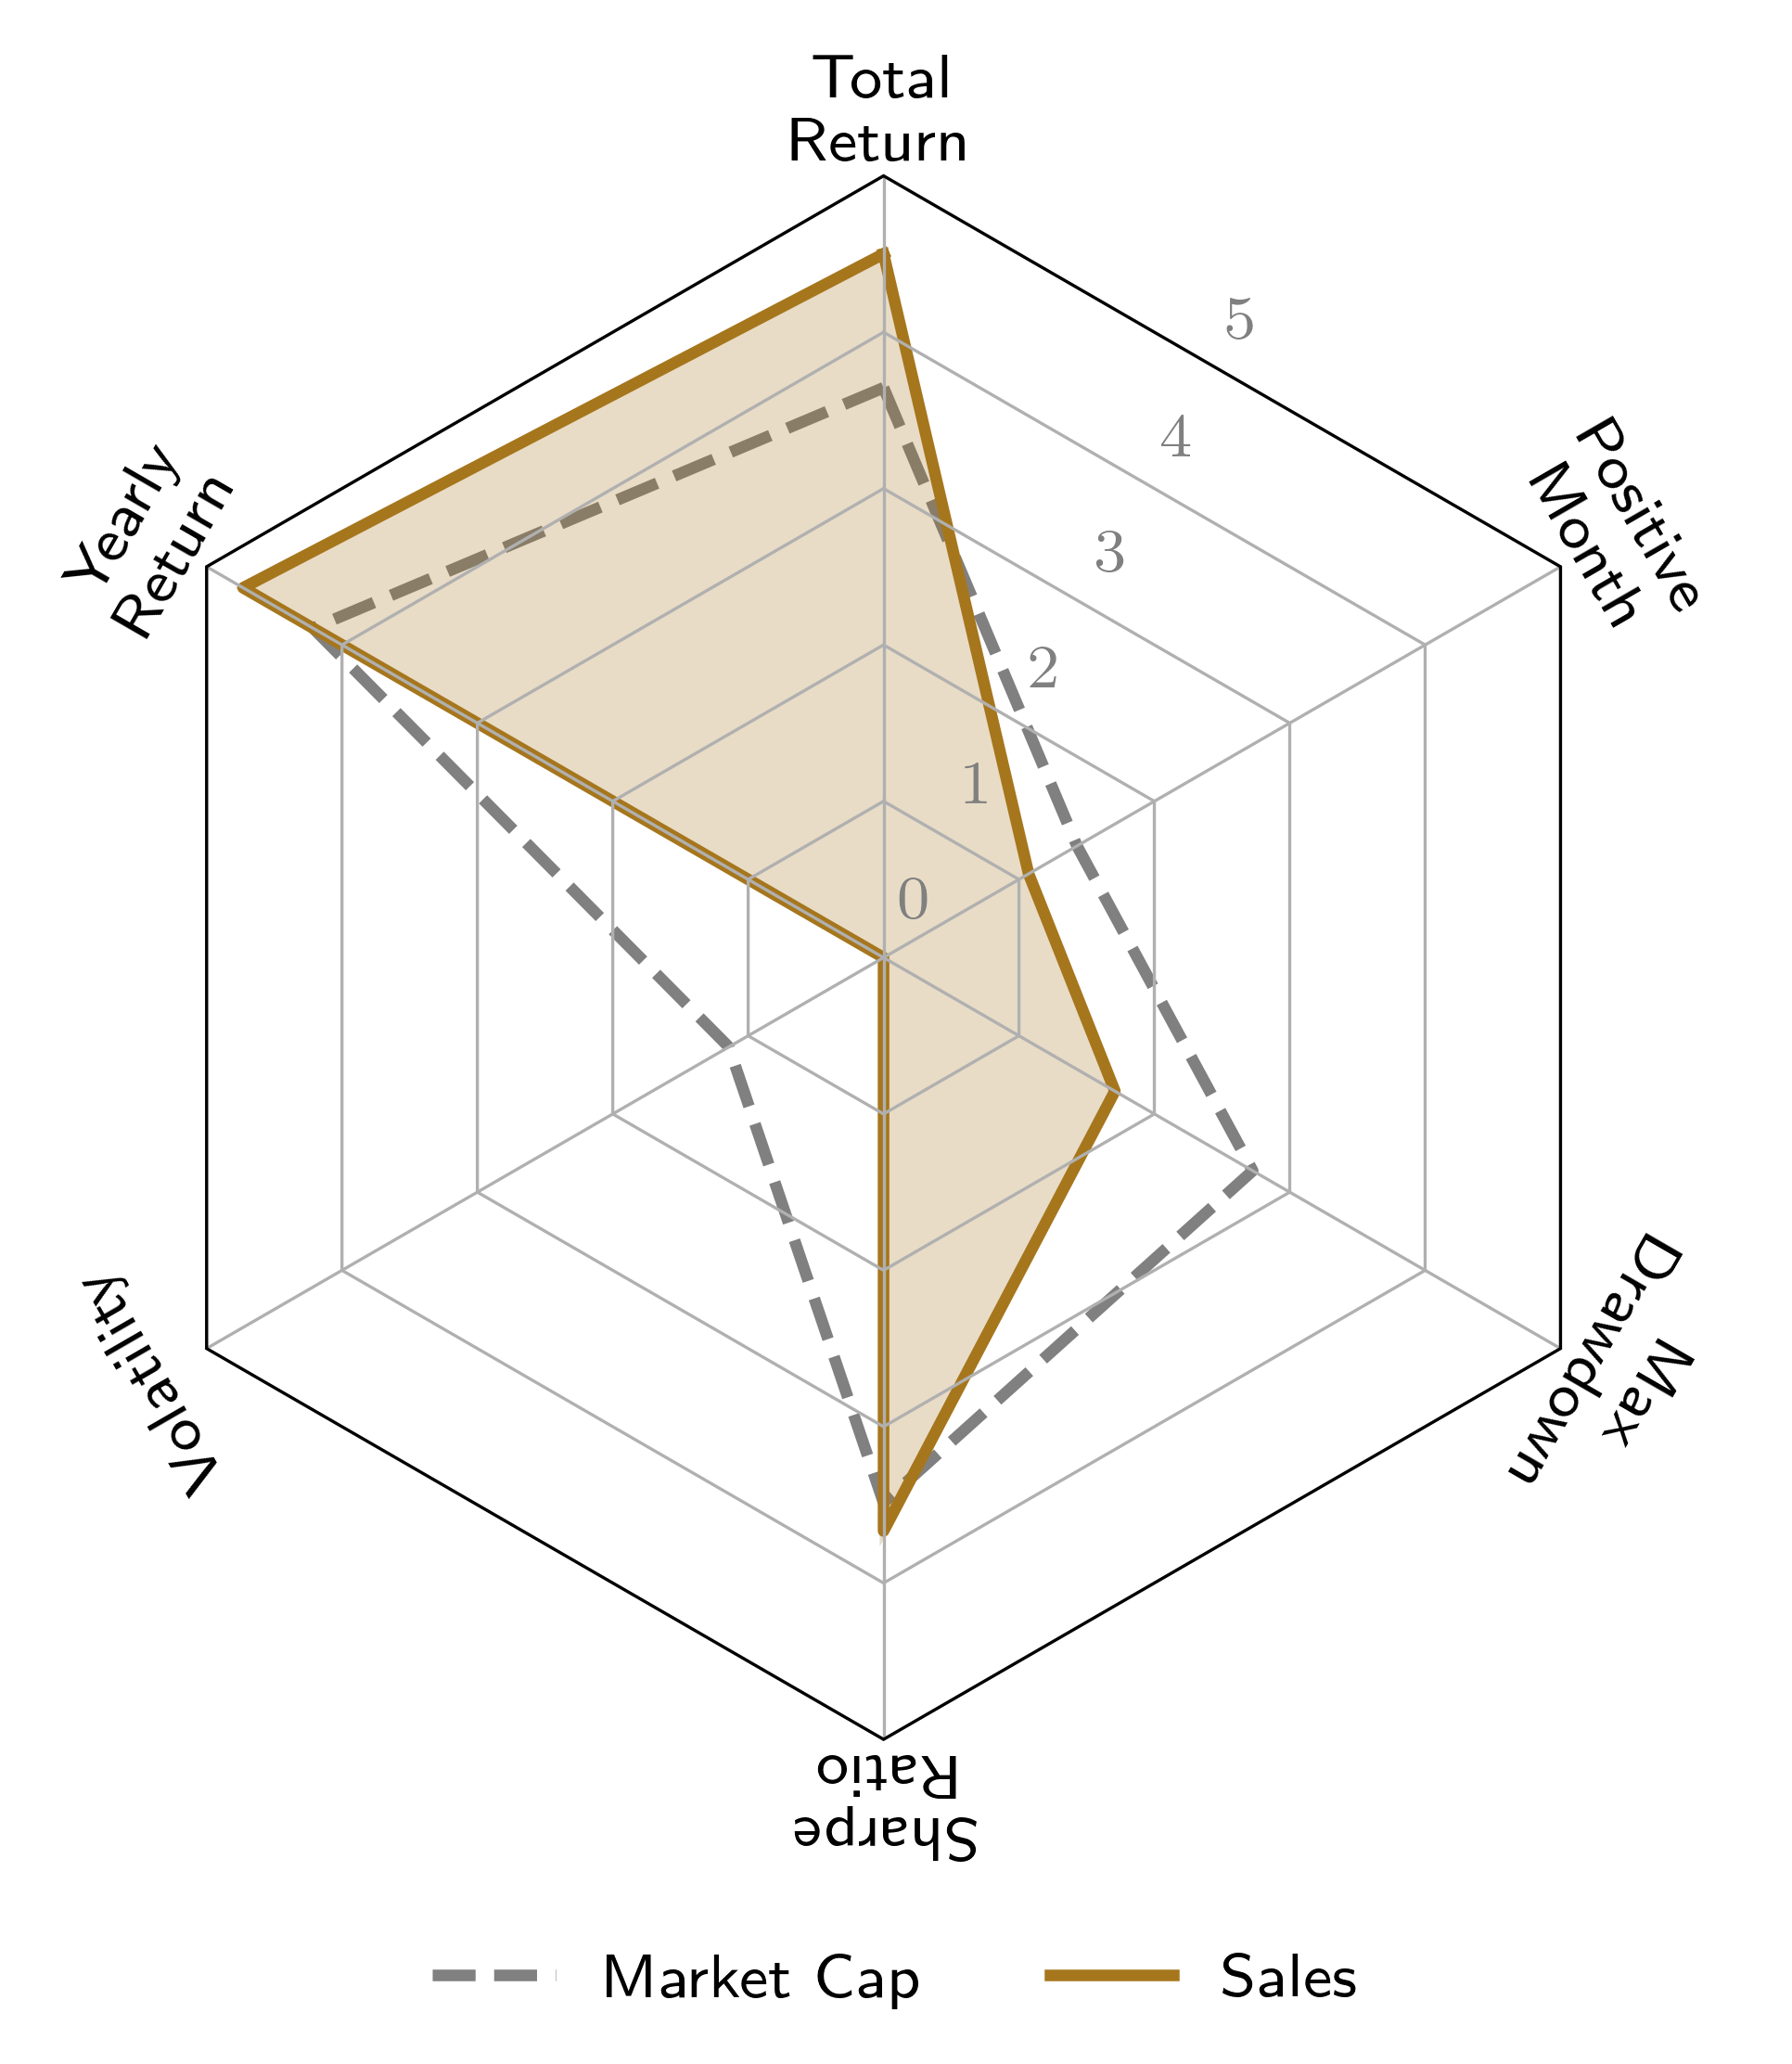 Total
Return
5
Positive
Month
4
3
2
1
0
Yearly
Return
Max
Drawdown
Volatility
Sharpe
Ratio
Market Cap
Sales